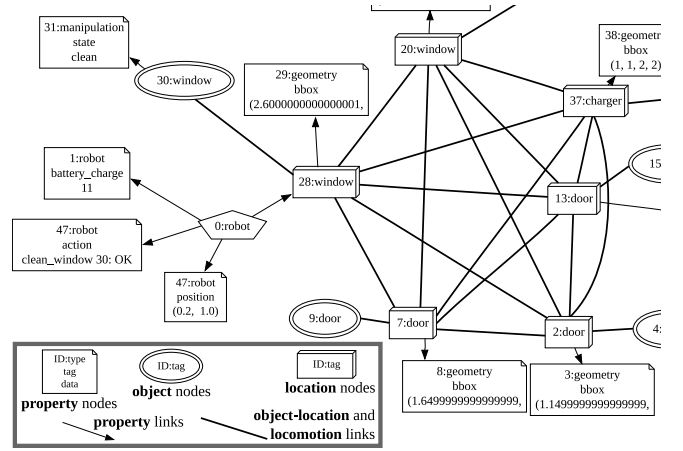 31:manipulation
state
clean
30:window
20:window
38:geometry
bbox
(1, 1, 2, 2)
29:geometry
bbox
(2.6000000000000001,
37:charger
1:robot
battery_charge
11
28:window
15
13:door
47:robot
action
clean_window 30: OK
0:robot
47:robot
position
(0.2, 1.0)
9:door
7:door
2:door
4:
8:geometry
bbox
(1.6499999999999999,
3:geometry
bbox
(1.1499999999999999,
ID:type
tag
data
ID:tag
ID:tag
object nodes
location nodes
property nodes
property links
object-location and
locomotion links